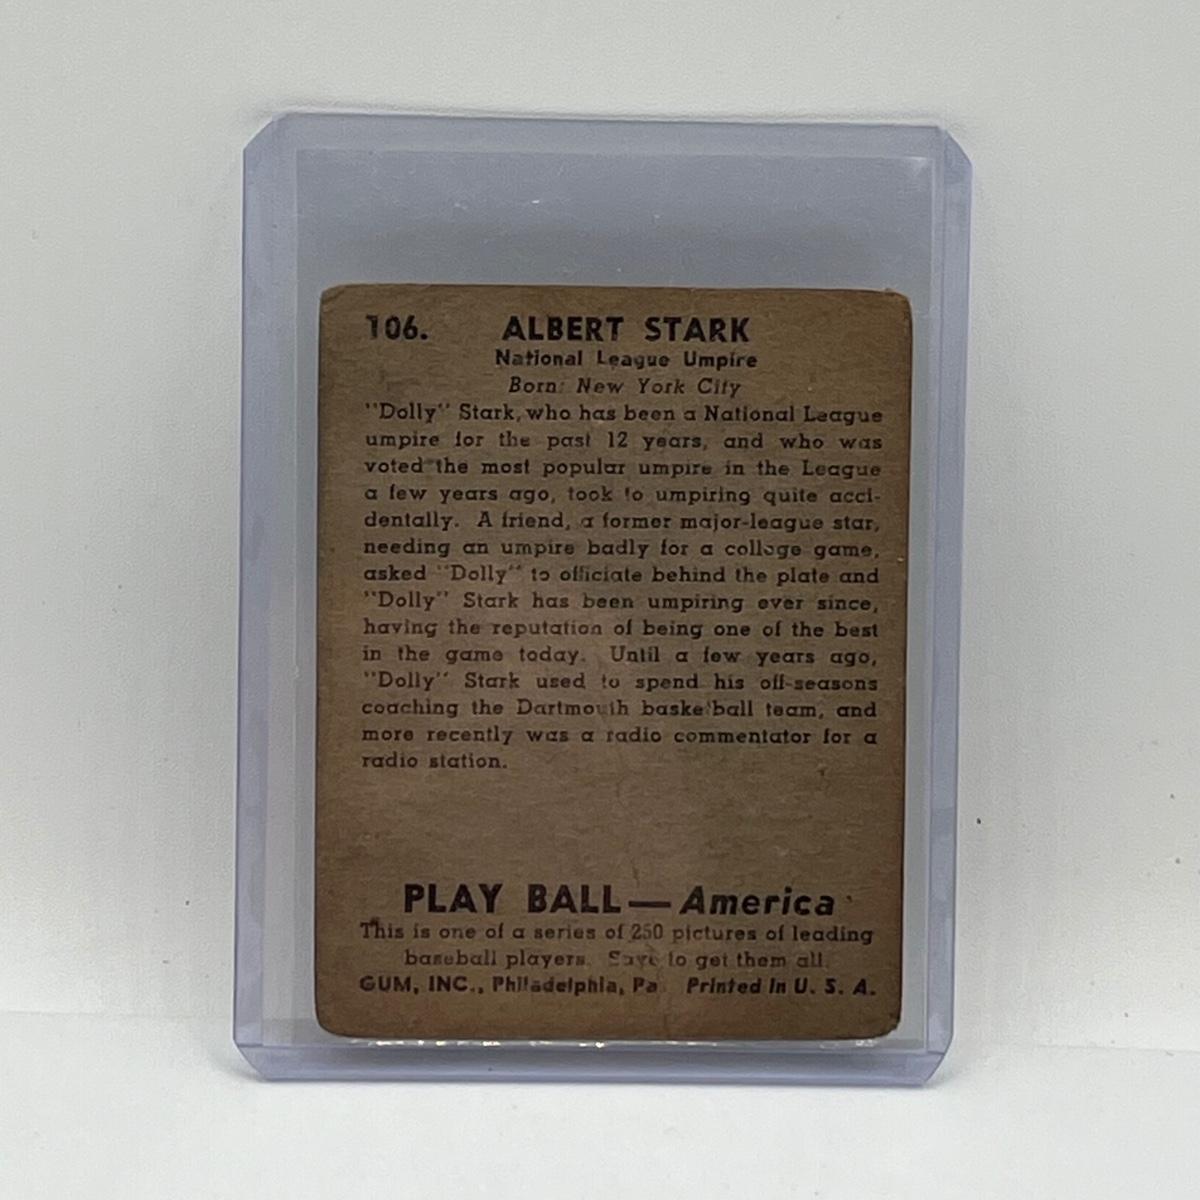 106. ALBERT STARK
National League Umpire
Born: New York City
"Dolly" Stark, who has been a National League
umpire for the past 12 years, and who was
voted the most popular umpire in the League
a few years ago, took to umpiring quite acci-
dentally. A friend, a former major-league star,
needing an umpire badly for a college game,
asked "Dolly" to officiate behind the plate and
"Dolly" Stark has been umpiring ever since,
having the reputation of being one of the best
in the game today. Until a few years ago,
"Dolly" Stark used to spend his off-seasons
coaching the Dartmouth basketball team, and
more recently was a radio commentator for a
radio station.
PLAY BALL — America
This is one of a series of 250 pictures of leading
baseball players. Save to get them all.
GUM, INC., Philadelphia, Pa. Printed in U. S. A.